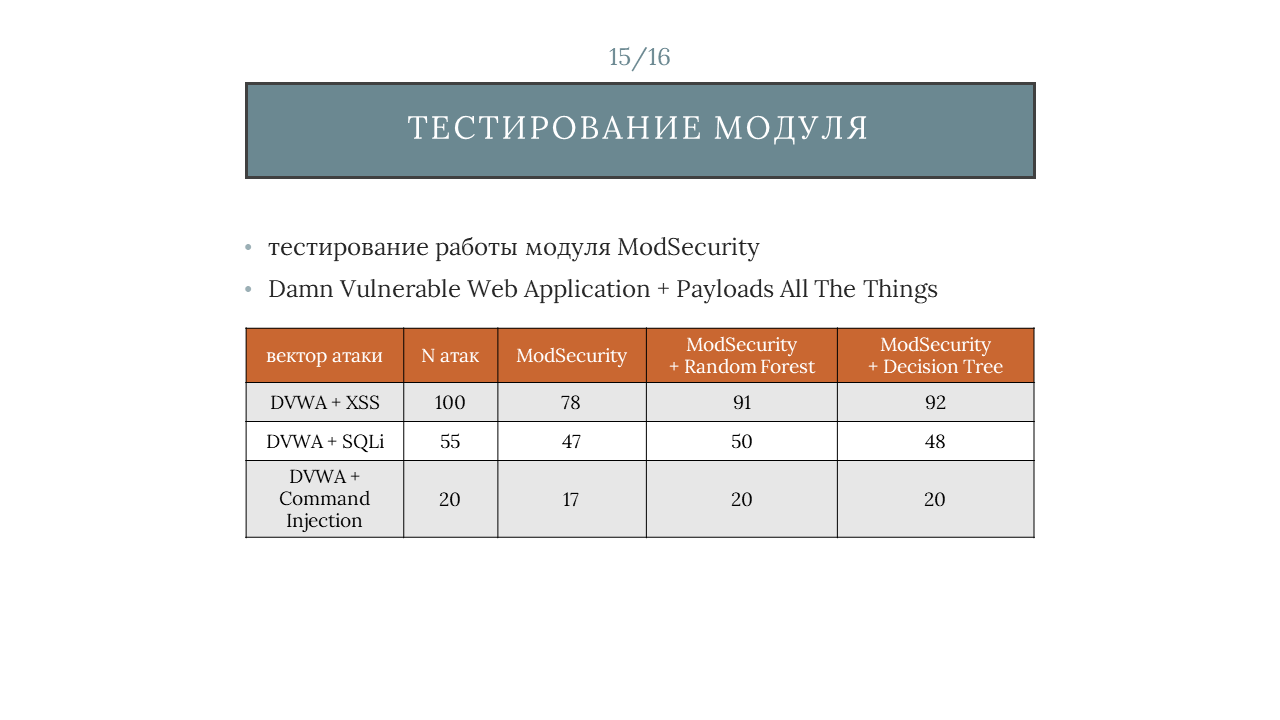 15/16
ТЕСТИРОВАНИЕ МОДУЛЯ
• тестирование работы модуля ModSecurity
• Damn Vulnerable Web Application + Payloads All The Things
вектор атаки
N атак
ModSecurity
ModSecurity
+ Random Forest
ModSecurity
+ Decision Tree
DVWA + XSS
100
78
91
92
DVWA + SQLi
55
47
50
48
DVWA +
Command
Injection
20
17
20
20